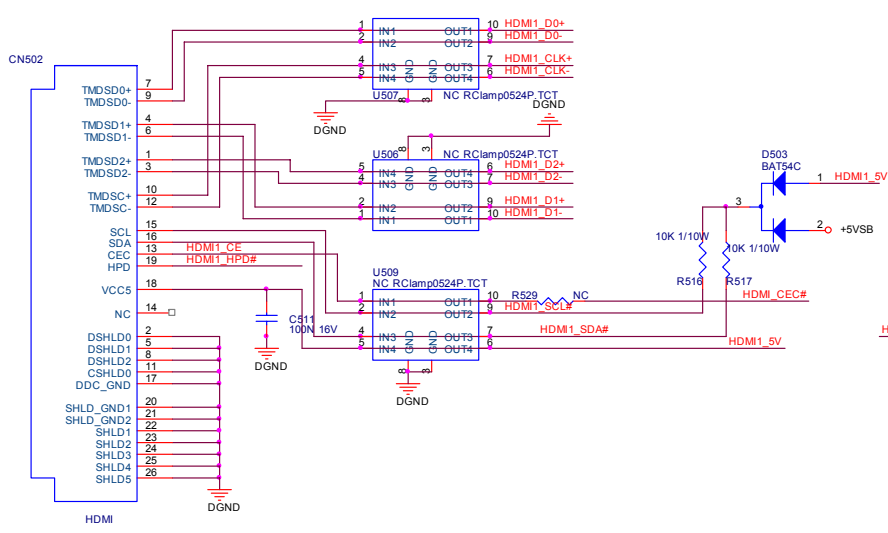 CN502
TMDSD0+ 7
TMDSD0- 9
TMDSD1+ 4
TMDSD1- 6
TMDSD2+ 1
TMDSD2- 3
TMDSC+ 10
TMDSC- 12
SCL 15
SDA 16
CEC 13 HDMI1_CE
HPD 19 HDMI1_HPD#
VCC5 18
NC 14
DSHLD0 2
DSHLD1 5
DSHLD2 8
CSHLD0 11
DDC_GND 17
SHLD_GND1 20
SHLD_GND2 21
SHLD1 22
SHLD2 23
SHLD3 24
SHLD4 25
SHLD5 26
DGND
HDMI
C511
100N 16V
DGND
1 IN1 OUT1 10 HDMI1_D0+
2 IN2 OUT2 9 HDMI1_D0-
4 IN3 OUT3 7 HDMI1_CLK+
5 IN4 OUT4 6 HDMI1_CLK-
GND GND
U507 8 3 NC RClamp0524P.TCT
DGND
DGND
U506 8 3 NC RClamp0524P.TCT
5 IN4 OUT4 6 HDMI1_D2+
4 IN3 OUT3 7 HDMI1_D2-
GND GND
2 IN2 OUT2 9 HDMI1_D1+
1 IN1 OUT1 10 HDMI1_D1-
U509
NC RClamp0524P.TCT
1 IN1 OUT1 10
2 IN2 OUT2 9 HDMI1_SCL#
4 IN3 OUT3 7 HDMI1_SDA#
5 IN4 OUT4 6 HDMI1_5V
GND GND
8 3
DGND
R529 NC HDMI_CEC#
D503
BAT54C
1 HDMI1_5V
3
2 +5VSB
10K 1/10W 10K 1/10W
R516 R517
H